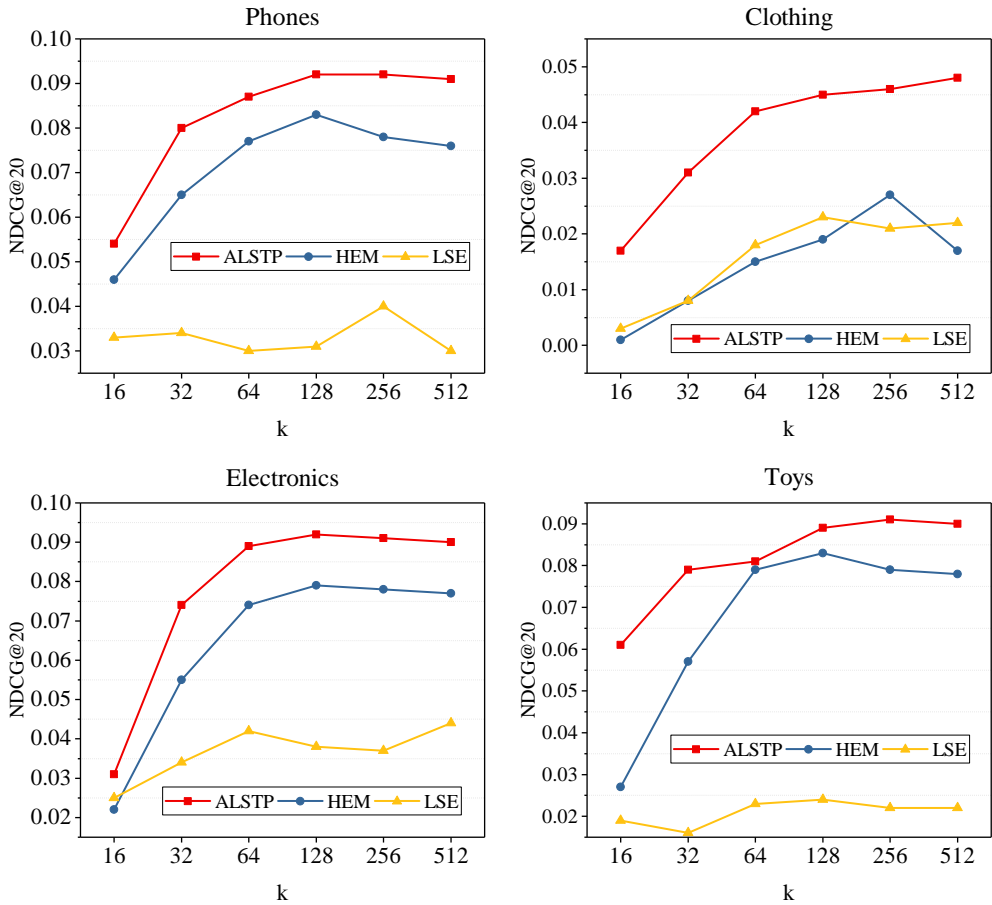 Phones
0.10
0.09
0.08
0.07
0.06
0.05
0.04
0.03
NDCG@20
ALSTP HEM LSE
16 32 64 128 256 512
k
Clothing
0.05
0.04
0.03
0.02
0.01
0.00
NDCG@20
ALSTP HEM LSE
16 32 64 128 256 512
k
Electronics
0.10
0.09
0.08
0.07
0.06
0.05
0.04
0.03
0.02
NDCG@20
ALSTP HEM LSE
16 32 64 128 256 512
k
Toys
0.09
0.08
0.07
0.06
0.05
0.04
0.03
0.02
NDCG@20
ALSTP HEM LSE
16 32 64 128 256 512
k